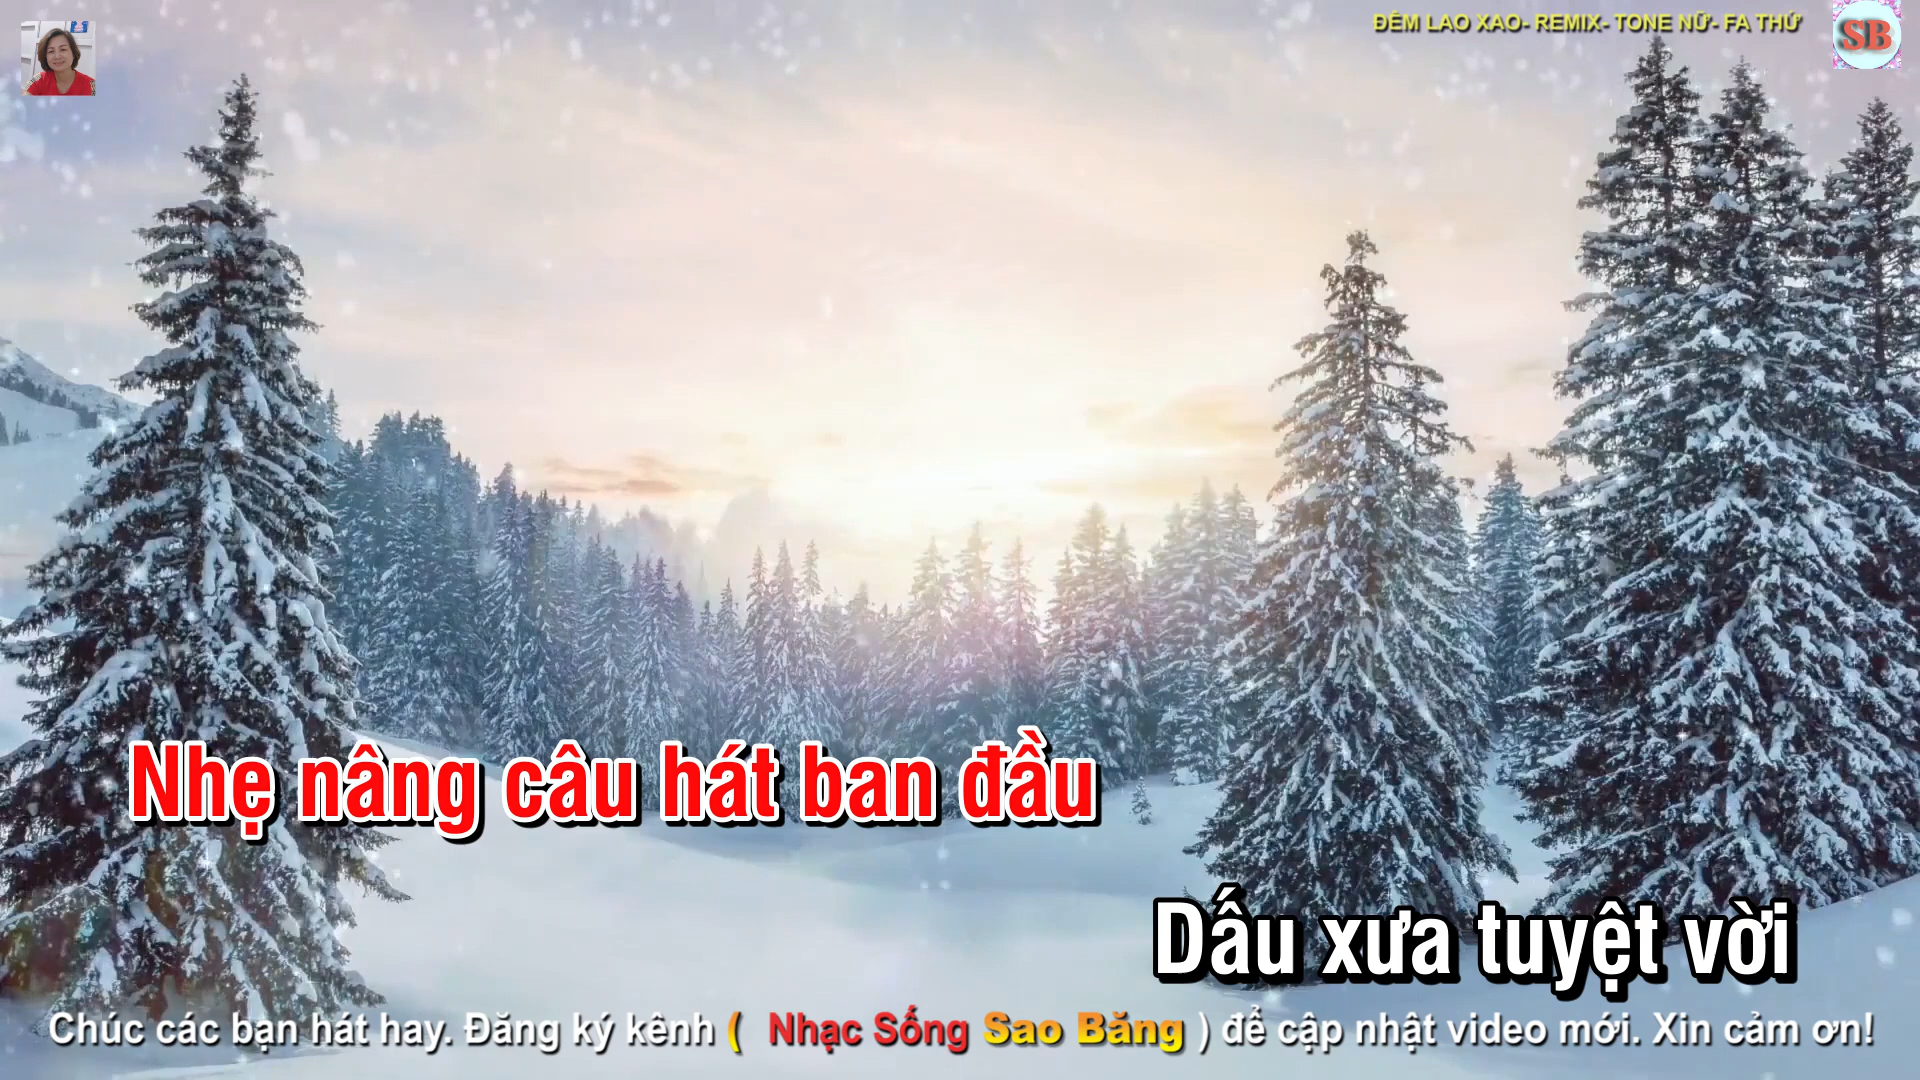 ĐÊM LAO XAO- REMIX- TONE NỮ- FA THỨ
SB
Nhẹ nâng câu hát ban đầu
Dấu xưa tuyệt vời
Chúc các bạn hát hay. Đăng ký kênh ( Nhạc Sống Sao Băng ) để cập nhật video mới. Xin cảm ơn!